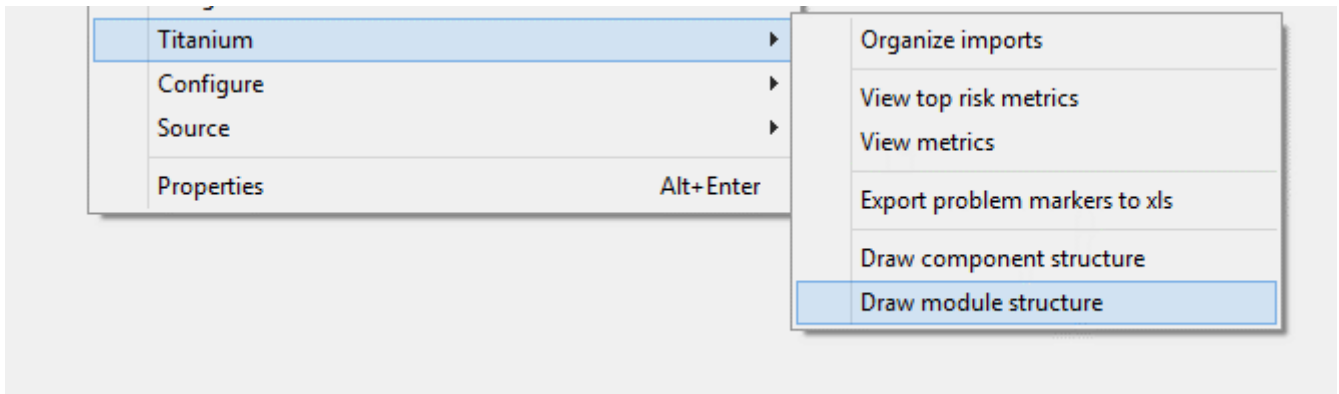 Titanium
Configure
Source
Properties Alt+Enter
Organize imports
View top risk metrics
View metrics
Export problem markers to xls
Draw component structure
Draw module structure